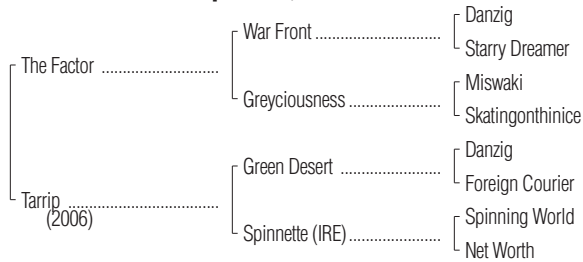 Danzig
War Front ..............................
Starry Dreamer
The Factor ..............................
Miswaki
Greyciousness ......................
Skatingonthinice
Danzig
Green Desert ........................
Foreign Courier
Tarrip ......................................
(2006)
Spinning World
Spinnette (IRE)......................
Net Worth